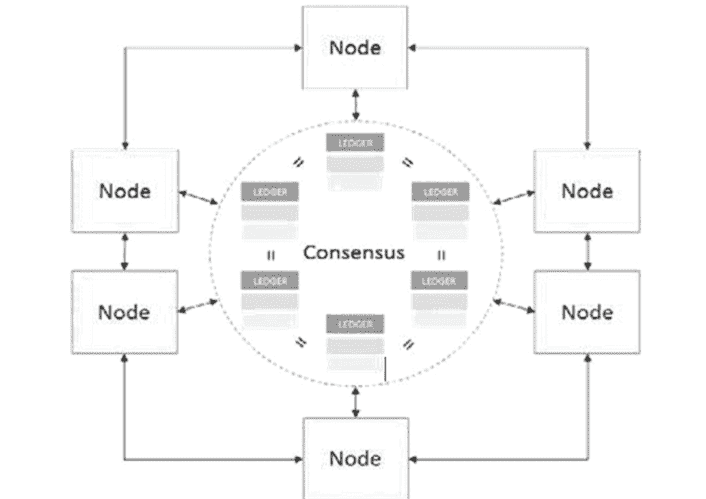 Node
LEDGER
Node
LEDGER
LEDGER
Node
=
=
Consensus
=
=
Node
LEDGER
LEDGER
Node
LEDGER
=
=
Node